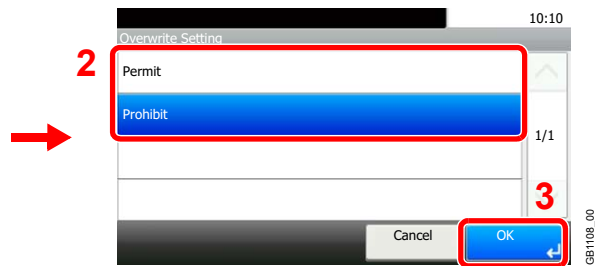 10:10
Overwrite Setting
2
Permit
Prohibit
1/1
3
Cancel
OK
GB1108_00